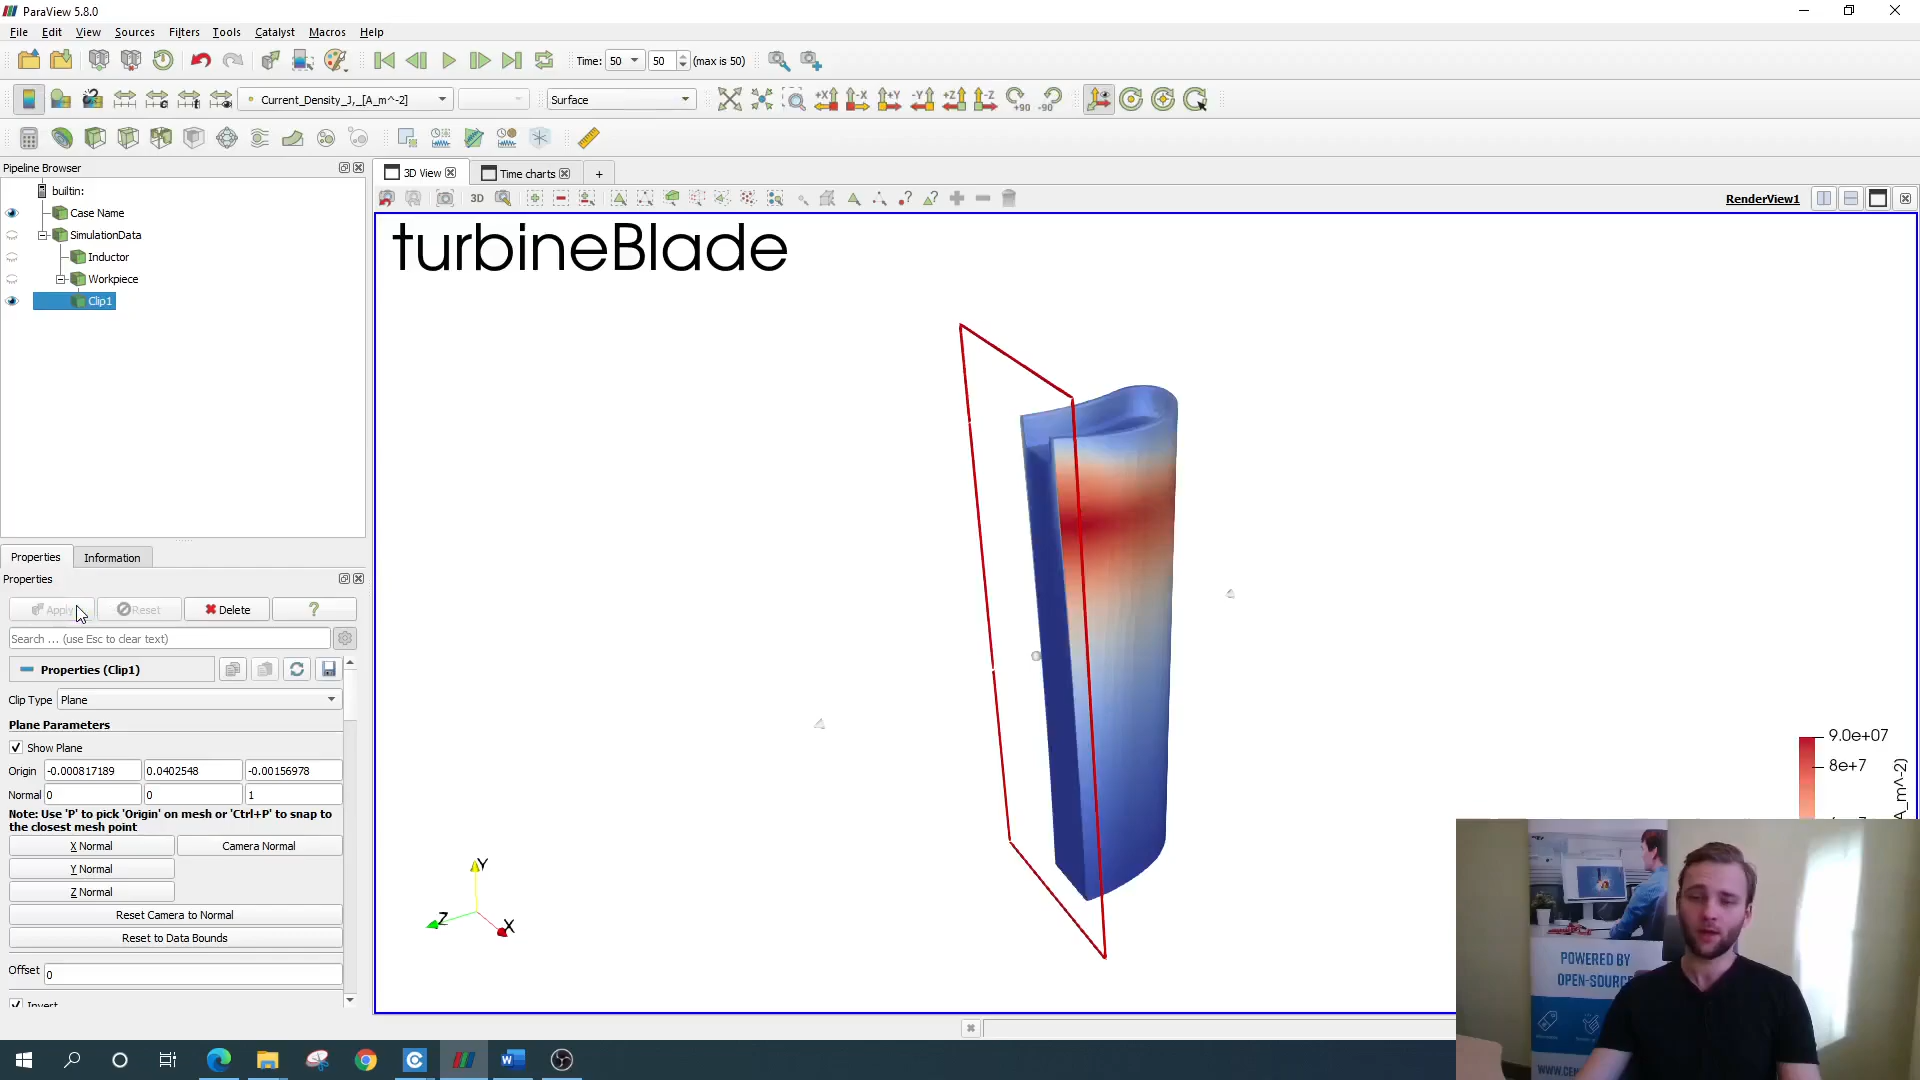 ParaView 5.8.0
File Edit View Sources Filters Tools Catalyst Macros Help
Time: 50 50 (max is 50)
Current_Density_J,_[A_m^-2] Surface +X -X +Y -Y +Z -Z +90 -90
Pipeline Browser
builtin:
Case Name
SimulationData
Inductor
Workpiece
Clip1
3D View Time charts +
3D RenderView1
turbineBlade
Properties Information
Properties
Apply Reset Delete ?
Search ... (use Esc to clear text)
Properties (Clip1)
Clip Type Plane
Plane Parameters
Show Plane
Origin -0.000817189 0.0402548 -0.00156978
Normal 0 0 1
Note: Use 'P' to pick 'Origin' on mesh or 'Ctrl+P' to snap to
the closest mesh point
X Normal Camera Normal
Y Normal
Z Normal
Reset Camera to Normal
Reset to Data Bounds
Offset 0
Invert
Y
Z
X
9.0e+07
8e+7
A_m^-2)
POWERED BY
OPEN-SOURCE